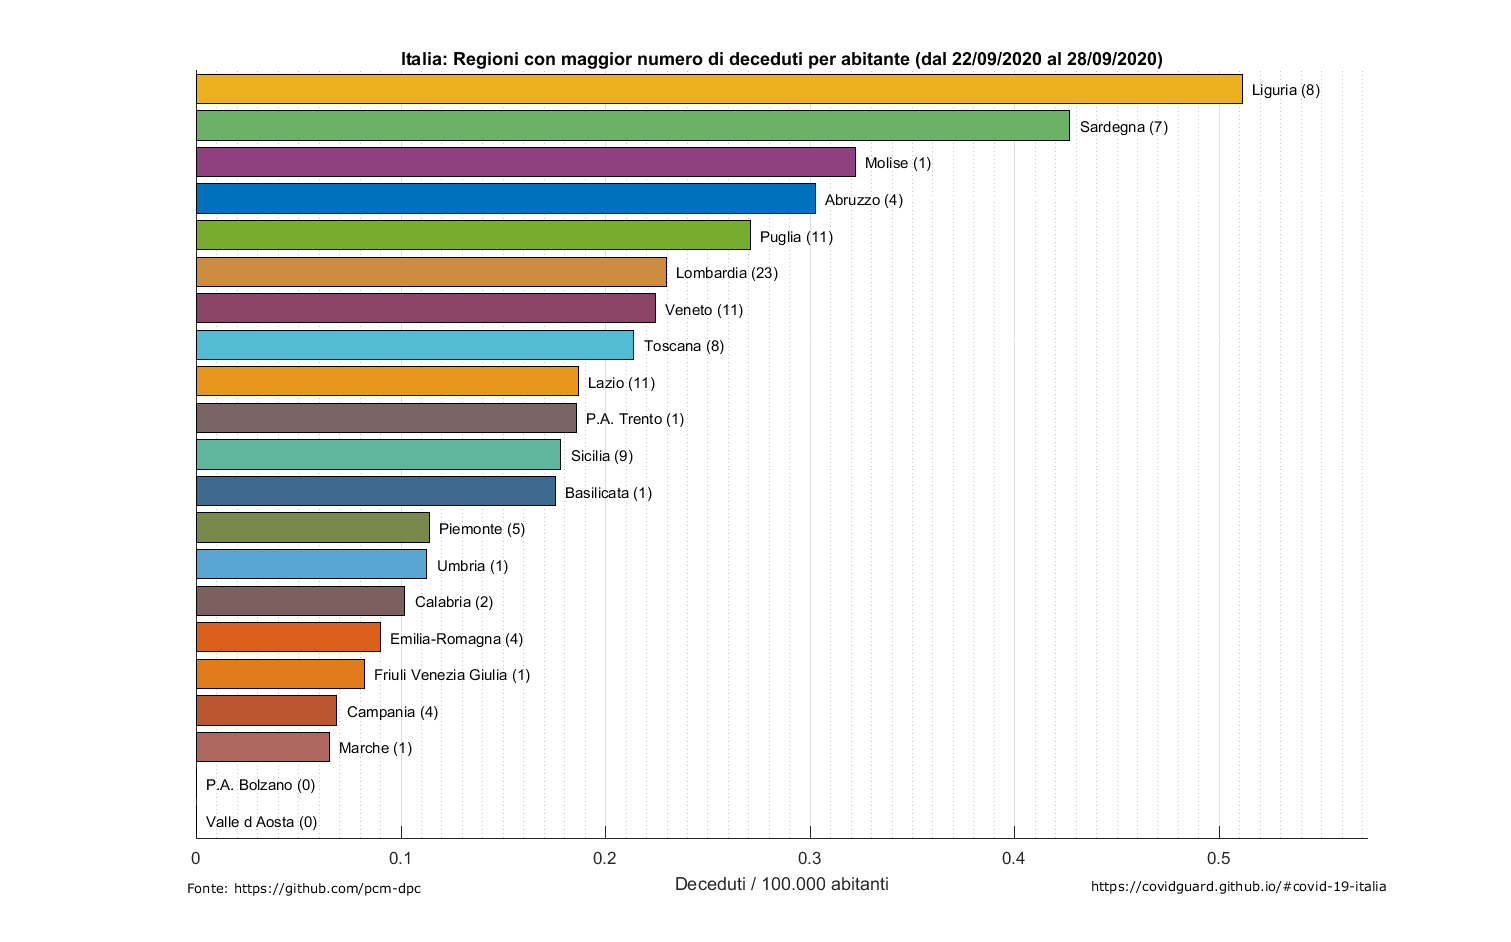 Italia: Regioni con maggior numero di deceduti per abitante (dal 22/09/2020 al 28/09/2020)
Liguria (8)
Sardegna (7)
Molise (1)
Abruzzo (4)
Puglia (11)
Lombardia (23)
Veneto (11)
Toscana (8)
Lazio (11)
P.A. Trento (1)
Sicilia (9)
Basilicata (1)
Piemonte (5)
Umbria (1)
Calabria (2)
Emilia-Romagna (4)
Friuli Venezia Giulia (1)
Campania (4)
Marche (1)
P.A. Bolzano (0)
Valle d Aosta (0)
0 0.1 0.2 0.3 0.4 0.5
Deceduti / 100.000 abitanti
Fonte: https://github.com/pcm-dpc
https://covidguard.github.io/#covid-19-italia